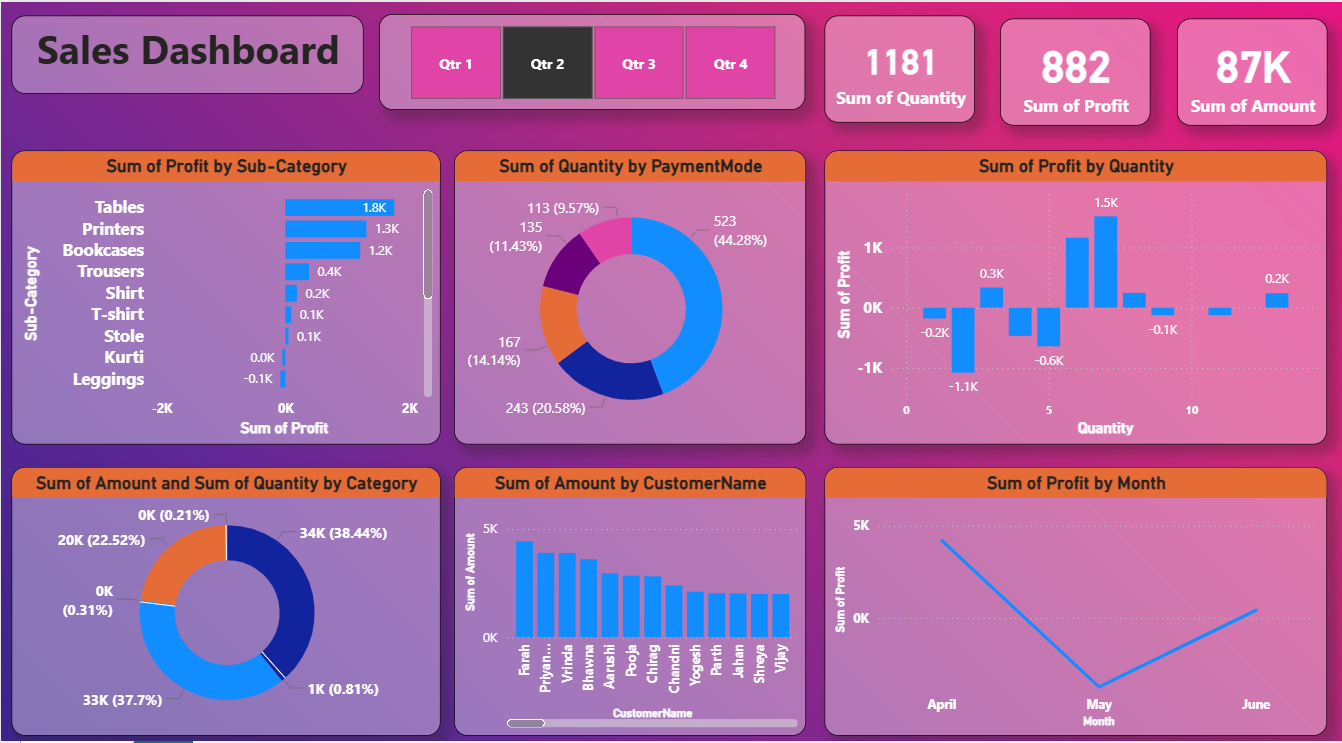 Sales Dashboard
Qtr 1
Qtr 2
Qtr 3
Qtr 4
1181
Sum of Quantity
882
Sum of Profit
87K
Sum of Amount
Sum of Profit by Sub-Category
Sub-Category
Tables
1.8K
Printers
1.3K
Bookcases
1.2K
Trousers
0.4K
Shirt
0.2K
T-shirt
0.1K
Stole
0.1K
Kurti
0.0K
Leggings
-0.1K
-2K
0K
2K
Sum of Profit
Sum of Quantity by PaymentMode
113 (9.57%)
135
(11.43%)
523
(44.28%)
167
(14.14%)
243 (20.58%)
Sum of Profit by Quantity
Sum of Profit
1K
0K
-1K
-0.2K
-1.1K
0.3K
-0.6K
1.5K
-0.1K
0.2K
0
5
10
Quantity
Sum of Amount and Sum of Quantity by Category
0K (0.21%)
34K (38.44%)
20K (22.52%)
0K
(0.31%)
33K (37.7%)
1K (0.81%)
Sum of Amount by CustomerName
Sum of Amount
5K
0K
Farah
Priyan...
Vrinda
Bhawna
Aarushi
Pooja
Chirag
Chandni
Yogesh
Parth
Jahan
Shreya
Vijay
CustomerName
Sum of Profit by Month
Sum of Profit
5K
0K
April
May
June
Month